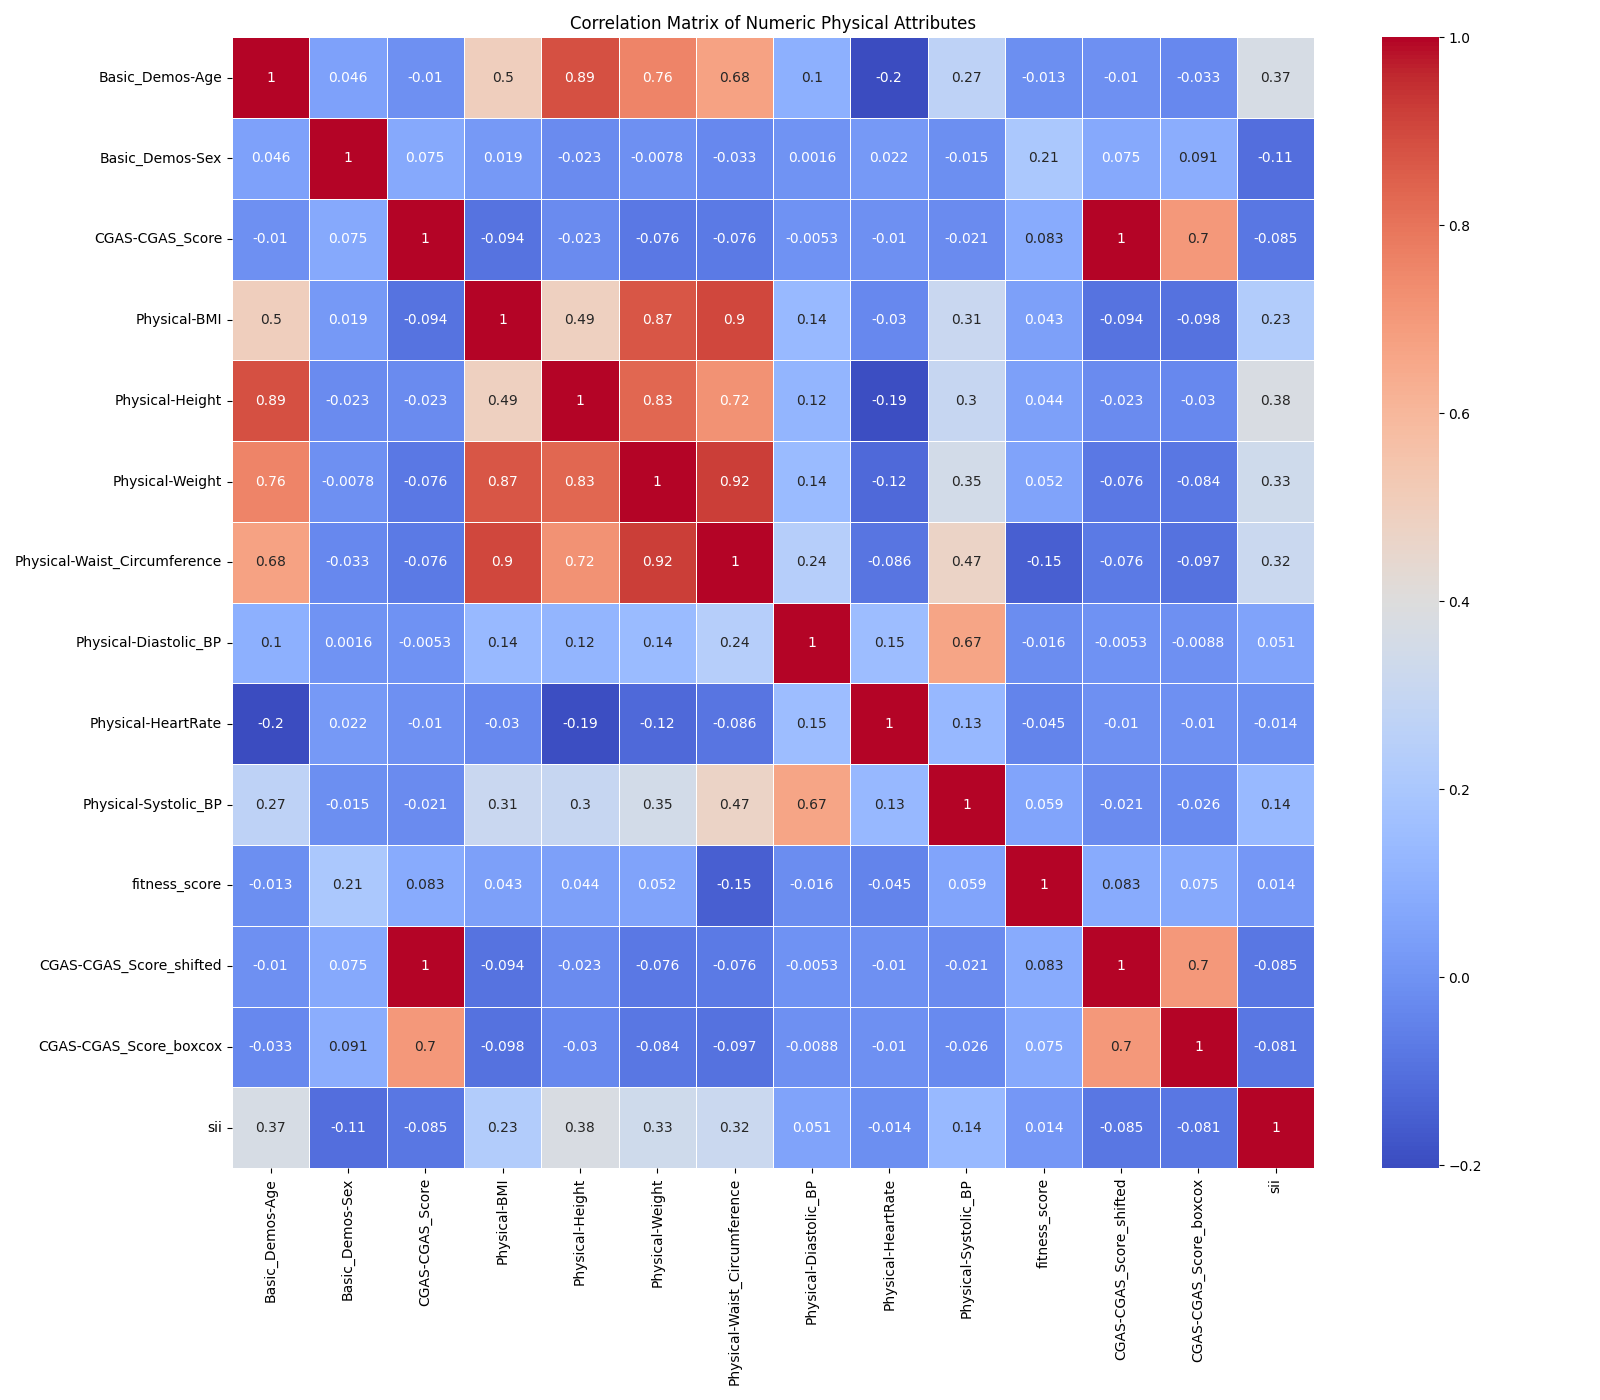 Correlation Matrix of Numeric Physical Attributes
Basic_Demos-Age 1 0.046 -0.01 0.5 0.89 0.76 0.68 0.1 -0.2 0.27 -0.013 -0.01 -0.033 0.37
Basic_Demos-Sex 0.046 1 0.075 0.019 -0.023 -0.0078 -0.033 0.0016 0.022 -0.015 0.21 0.075 0.091 -0.11
CGAS-CGAS_Score -0.01 0.075 1 -0.094 -0.023 -0.076 -0.076 -0.0053 -0.01 -0.021 0.083 1 0.7 -0.085
Physical-BMI 0.5 0.019 -0.094 1 0.49 0.87 0.9 0.14 -0.03 0.31 0.043 -0.094 -0.098 0.23
Physical-Height 0.89 -0.023 -0.023 0.49 1 0.83 0.72 0.12 -0.19 0.3 0.044 -0.023 -0.03 0.38
Physical-Weight 0.76 -0.0078 -0.076 0.87 0.83 1 0.92 0.14 -0.12 0.35 0.052 -0.076 -0.084 0.33
Physical-Waist_Circumference 0.68 -0.033 -0.076 0.9 0.72 0.92 1 0.24 -0.086 0.47 -0.15 -0.076 -0.097 0.32
Physical-Diastolic_BP 0.1 0.0016 -0.0053 0.14 0.12 0.14 0.24 1 0.15 0.67 -0.016 -0.0053 -0.0088 0.051
Physical-HeartRate -0.2 0.022 -0.01 -0.03 -0.19 -0.12 -0.086 0.15 1 0.13 -0.045 -0.01 -0.01 -0.014
Physical-Systolic_BP 0.27 -0.015 -0.021 0.31 0.3 0.35 0.47 0.67 0.13 1 0.059 -0.021 -0.026 0.14
fitness_score -0.013 0.21 0.083 0.043 0.044 0.052 -0.15 -0.016 -0.045 0.059 1 0.083 0.075 0.014
CGAS-CGAS_Score_shifted -0.01 0.075 1 -0.094 -0.023 -0.076 -0.076 -0.0053 -0.01 -0.021 0.083 1 0.7 -0.085
CGAS-CGAS_Score_boxcox -0.033 0.091 0.7 -0.098 -0.03 -0.084 -0.097 -0.0088 -0.01 -0.026 0.075 0.7 1 -0.081
sii 0.37 -0.11 -0.085 0.23 0.38 0.33 0.32 0.051 -0.014 0.14 0.014 -0.085 -0.081 1
Basic_Demos-Age
Basic_Demos-Sex
CGAS-CGAS_Score
Physical-BMI
Physical-Height
Physical-Weight
Physical-Waist_Circumference
Physical-Diastolic_BP
Physical-HeartRate
Physical-Systolic_BP
fitness_score
CGAS-CGAS_Score_shifted
CGAS-CGAS_Score_boxcox
sii
1.0
0.8
0.6
0.4
0.2
0.0
−0.2